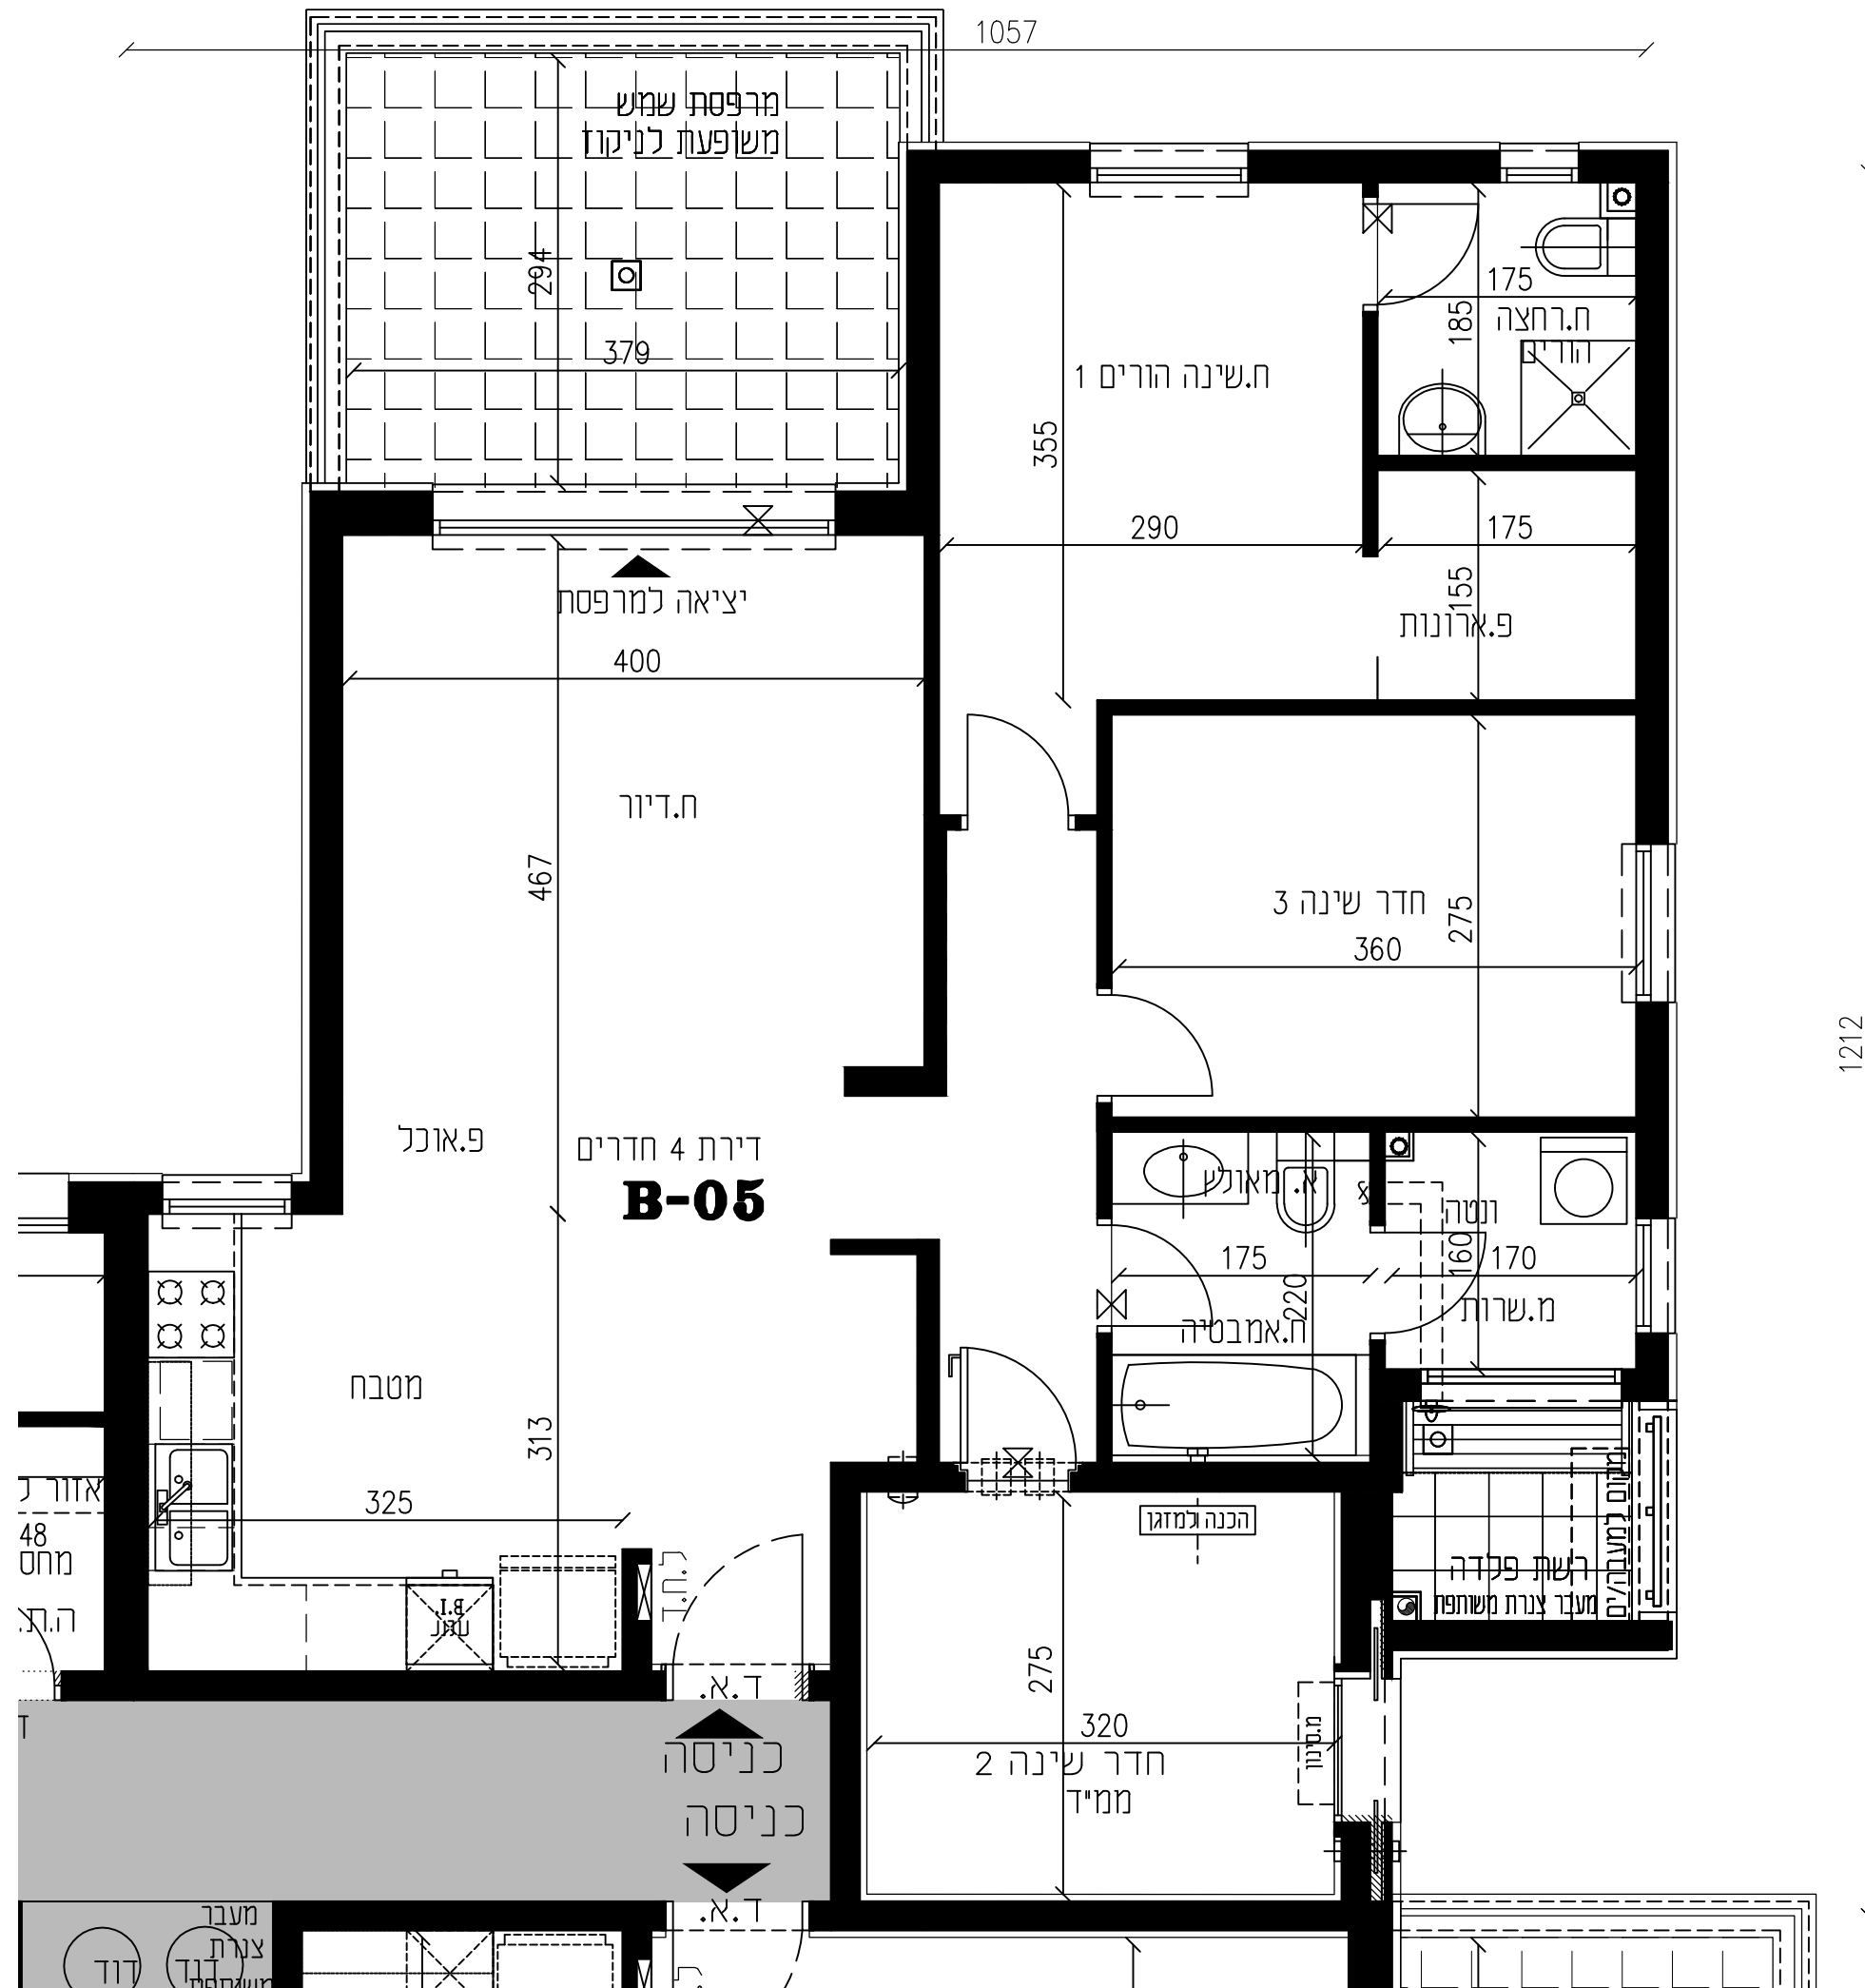 1057
מרפסת שמש
משופעת לניקוז
294
379
175
185
ח.רחצה
הורים
ח.שינה הורים 1
355
290
175
155
פ.ארונות
יציאה למרפסת
400
ח.דיור
467
חדר שינה 3
275
360
1212
פ.אוכל
דירת 4 חדרים
B-05
א. מאולש
&
ונטה
175
160
170
220
מ.שרות
ח.אמבטיה
מטבח
313
325
אזור ל
48
מחס
ה.ת.
ל.ח.ד
B.I.
הכנה למזגן
מקום למעבה/ים
רשת פלדה
מעבר צנרת משותפת
ד.א.
כניסה
כניסה
ד.א.
275
320
חדר שינה 2
ממ"ד
מ.סינון
מעבר
צנרת
משותפת
דוד
דוד